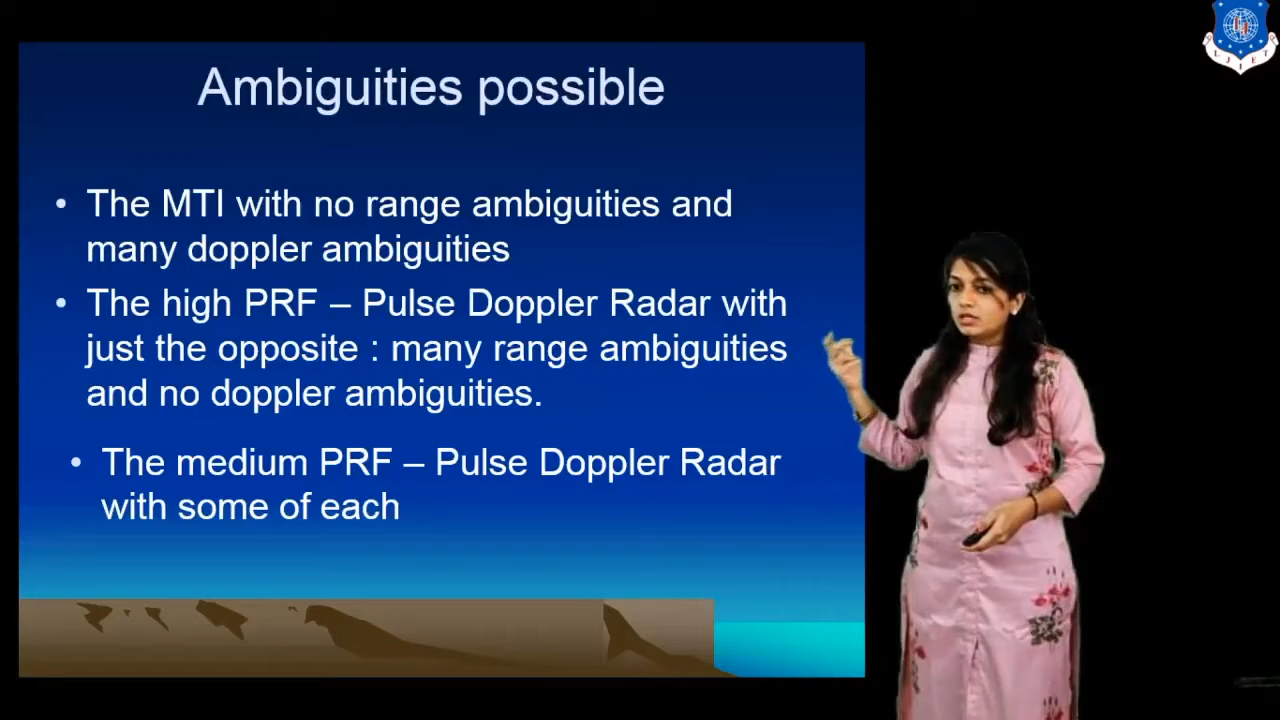 Ambiguities possible
• The MTI with no range ambiguities and
many doppler ambiguities
• The high PRF – Pulse Doppler Radar with
just the opposite : many range ambiguities
and no doppler ambiguities.
• The medium PRF – Pulse Doppler Radar
with some of each
L J I E T